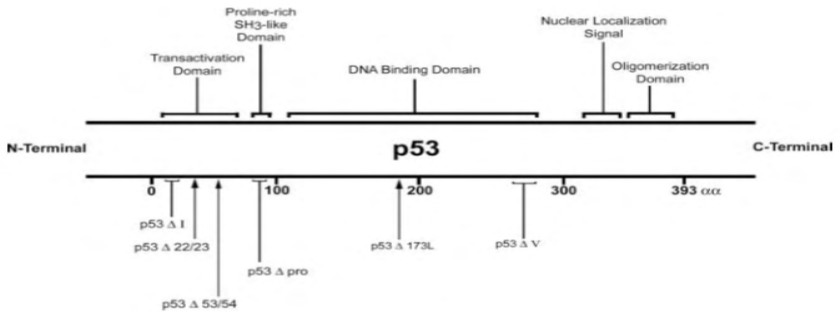 Proline-rich
SH3-like
Domain
Nuclear Localization
Signal
Transactivation
Domain
DNA Binding Domain
Oligomerization
Domain
N-Terminal
p53
C-Terminal
0
100
200
300
393 αα
p53 Δ I
p53 Δ 22/23
p53 Δ 173L
p53 Δ V
p53 Δ pro
p53 Δ 53/54